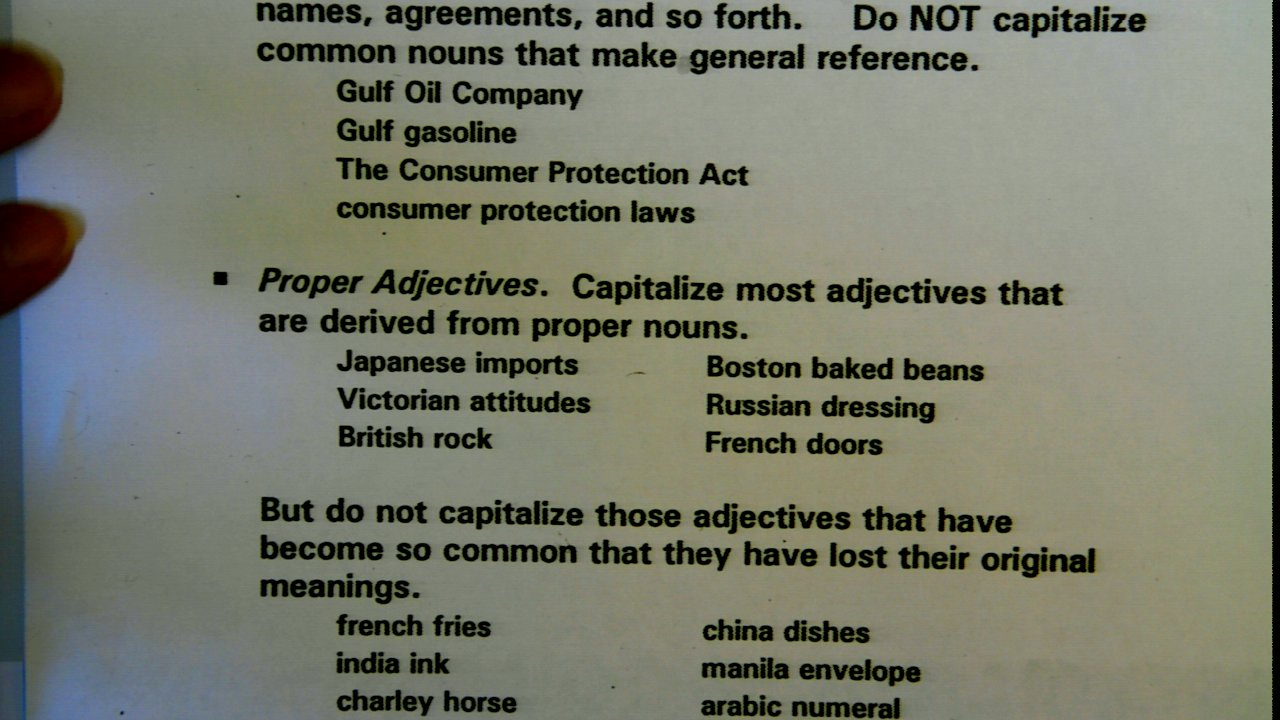 names, agreements, and so forth. Do NOT capitalize
common nouns that make general reference.
Gulf Oil Company
Gulf gasoline
The Consumer Protection Act
consumer protection laws
Proper Adjectives. Capitalize most adjectives that
are derived from proper nouns.
Japanese imports Boston baked beans
Victorian attitudes Russian dressing
British rock French doors
But do not capitalize those adjectives that have
become so common that they have lost their original
meanings.
french fries china dishes
india ink manila envelope
charley horse arabic numeral